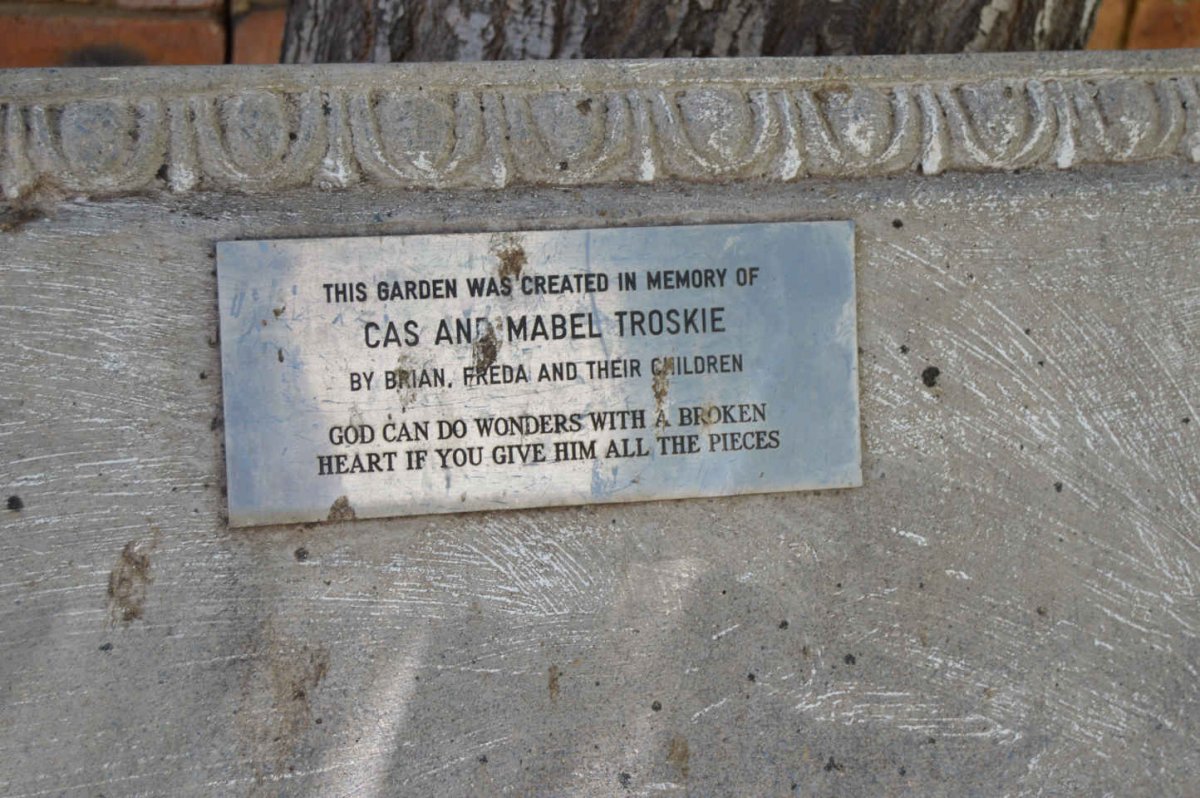 THIS GARDEN WAS CREATED IN MEMORY OF
CAS AND MABEL TROSKIE
BY BRIAN, FREDA AND THEIR CHILDREN
GOD CAN DO WONDERS WITH A BROKEN
HEART IF YOU GIVE HIM ALL THE PIECES